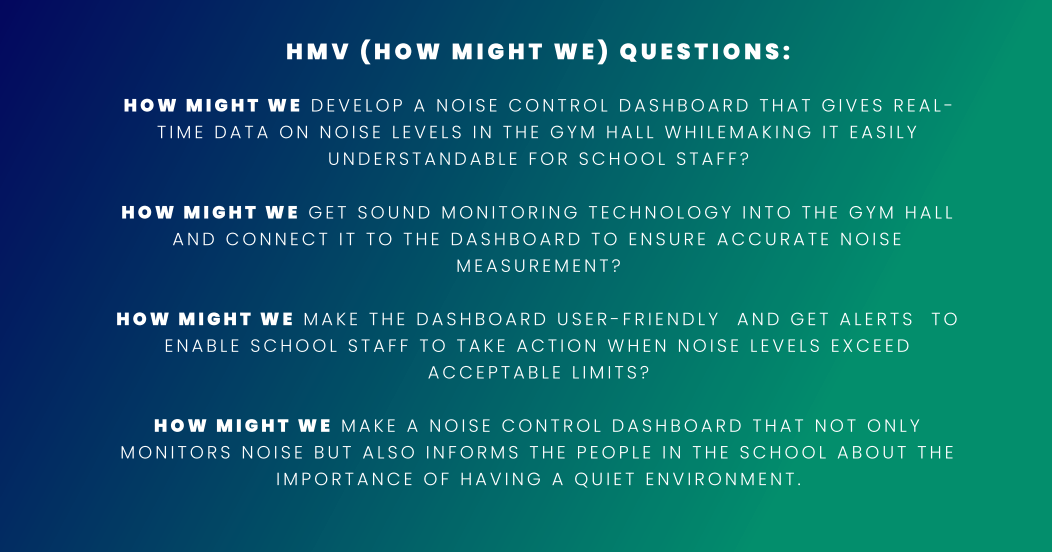 HMV (HOW MIGHT WE) QUESTIONS:
HOW MIGHT WE DEVELOP A NOISE CONTROL DASHBOARD THAT GIVES REAL-
TIME DATA ON NOISE LEVELS IN THE GYM HALL WHILEMAKING IT EASILY
UNDERSTANDABLE FOR SCHOOL STAFF?
HOW MIGHT WE GET SOUND MONITORING TECHNOLOGY INTO THE GYM HALL
AND CONNECT IT TO THE DASHBOARD TO ENSURE ACCURATE NOISE
MEASUREMENT?
HOW MIGHT WE MAKE THE DASHBOARD USER-FRIENDLY AND GET ALERTS TO
ENABLE SCHOOL STAFF TO TAKE ACTION WHEN NOISE LEVELS EXCEED
ACCEPTABLE LIMITS?
HOW MIGHT WE MAKE A NOISE CONTROL DASHBOARD THAT NOT ONLY
MONITORS NOISE BUT ALSO INFORMS THE PEOPLE IN THE SCHOOL ABOUT THE
IMPORTANCE OF HAVING A QUIET ENVIRONMENT.